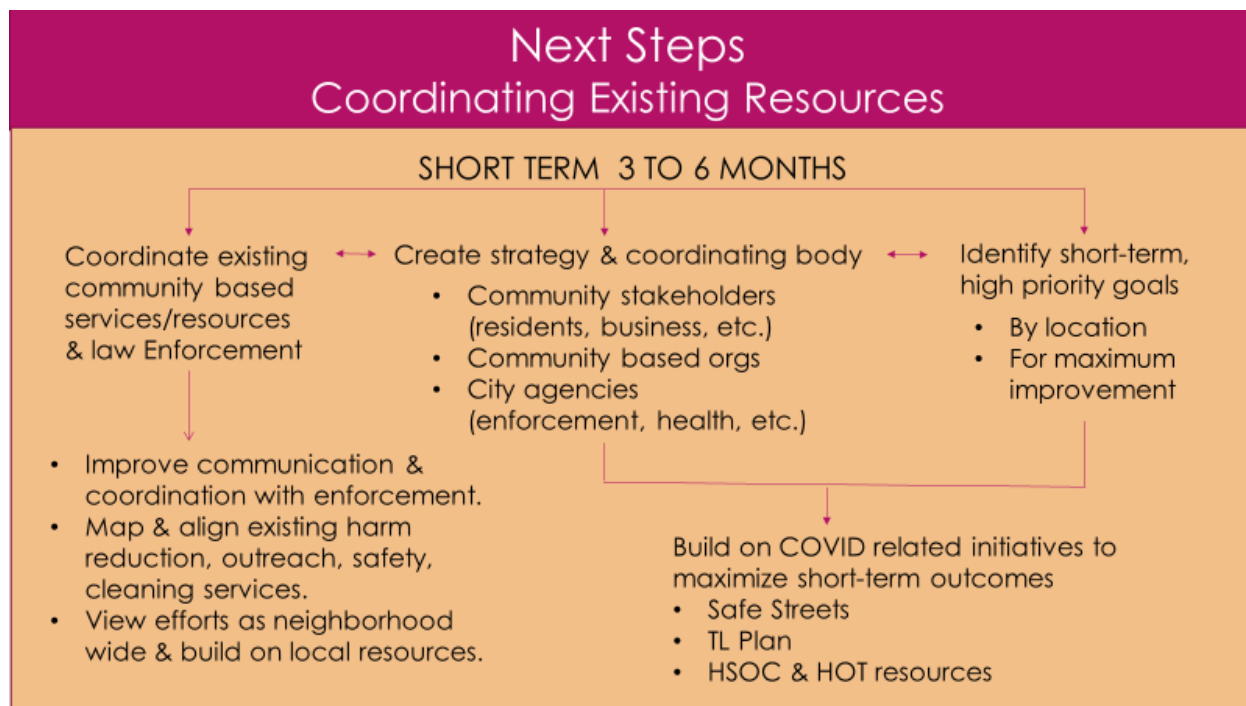 Next Steps
Coordinating Existing Resources
SHORT TERM 3 TO 6 MONTHS
Coordinate existing
community based
services/resources
& law Enforcement
Create strategy & coordinating body
• Community stakeholders
(residents, business, etc.)
• Community based orgs
• City agencies
(enforcement, health, etc.)
Identify short-term,
high priority goals
• By location
• For maximum
improvement
• Improve communication &
coordination with enforcement.
• Map & align existing harm
reduction, outreach, safety,
cleaning services.
• View efforts as neighborhood
wide & build on local resources.
Build on COVID related initiatives to
maximize short-term outcomes
• Safe Streets
• TL Plan
• HSOC & HOT resources